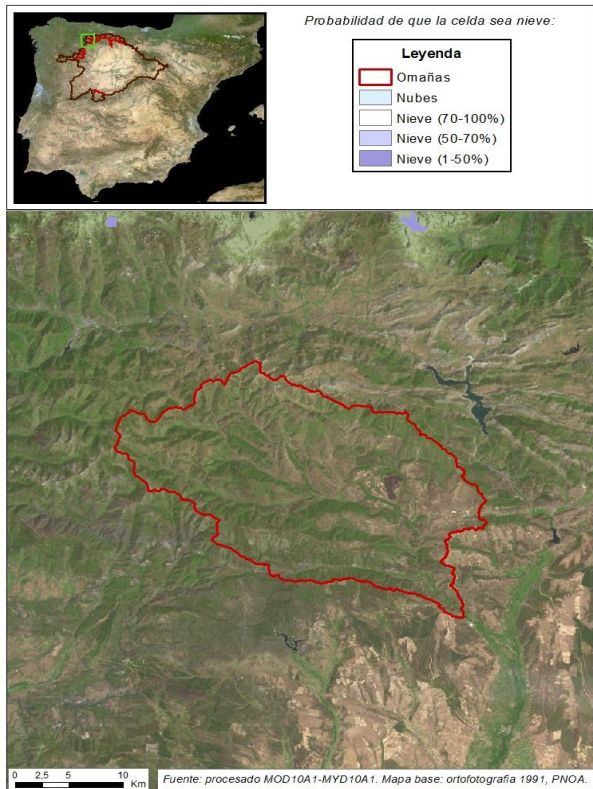 Probabilidad de que la celda sea nieve:
Leyenda
Omañas
Nubes
Nieve (70-100%)
Nieve (50-70%)
Nieve (1-50%)
0 2.5 5 10
Km
Fuente: procesado MOD10A1-MYD10A1. Mapa base: ortofotografia 1991, PNOA.